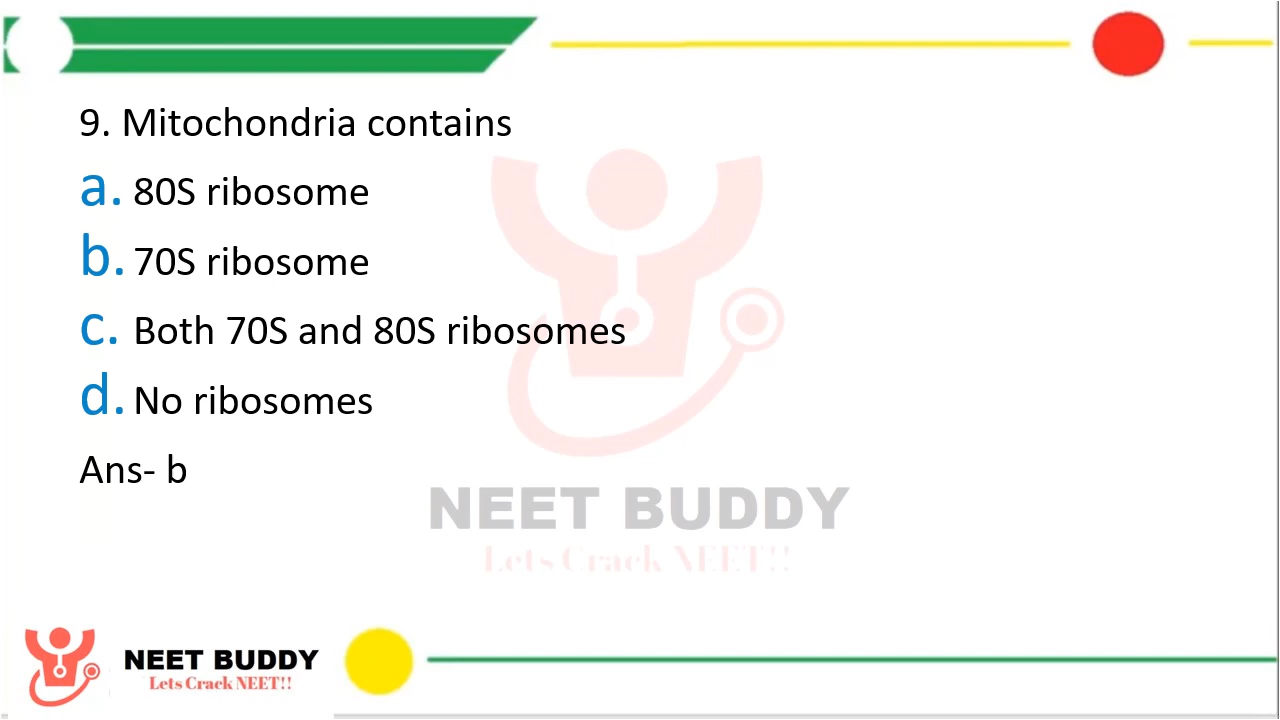 9. Mitochondria contains
a. 80S ribosome
b. 70S ribosome
c. Both 70S and 80S ribosomes
d. No ribosomes
Ans- b
NEET BUDDY
Lets Crack NEET!!
NEET BUDDY
Lets Crack NEET!!